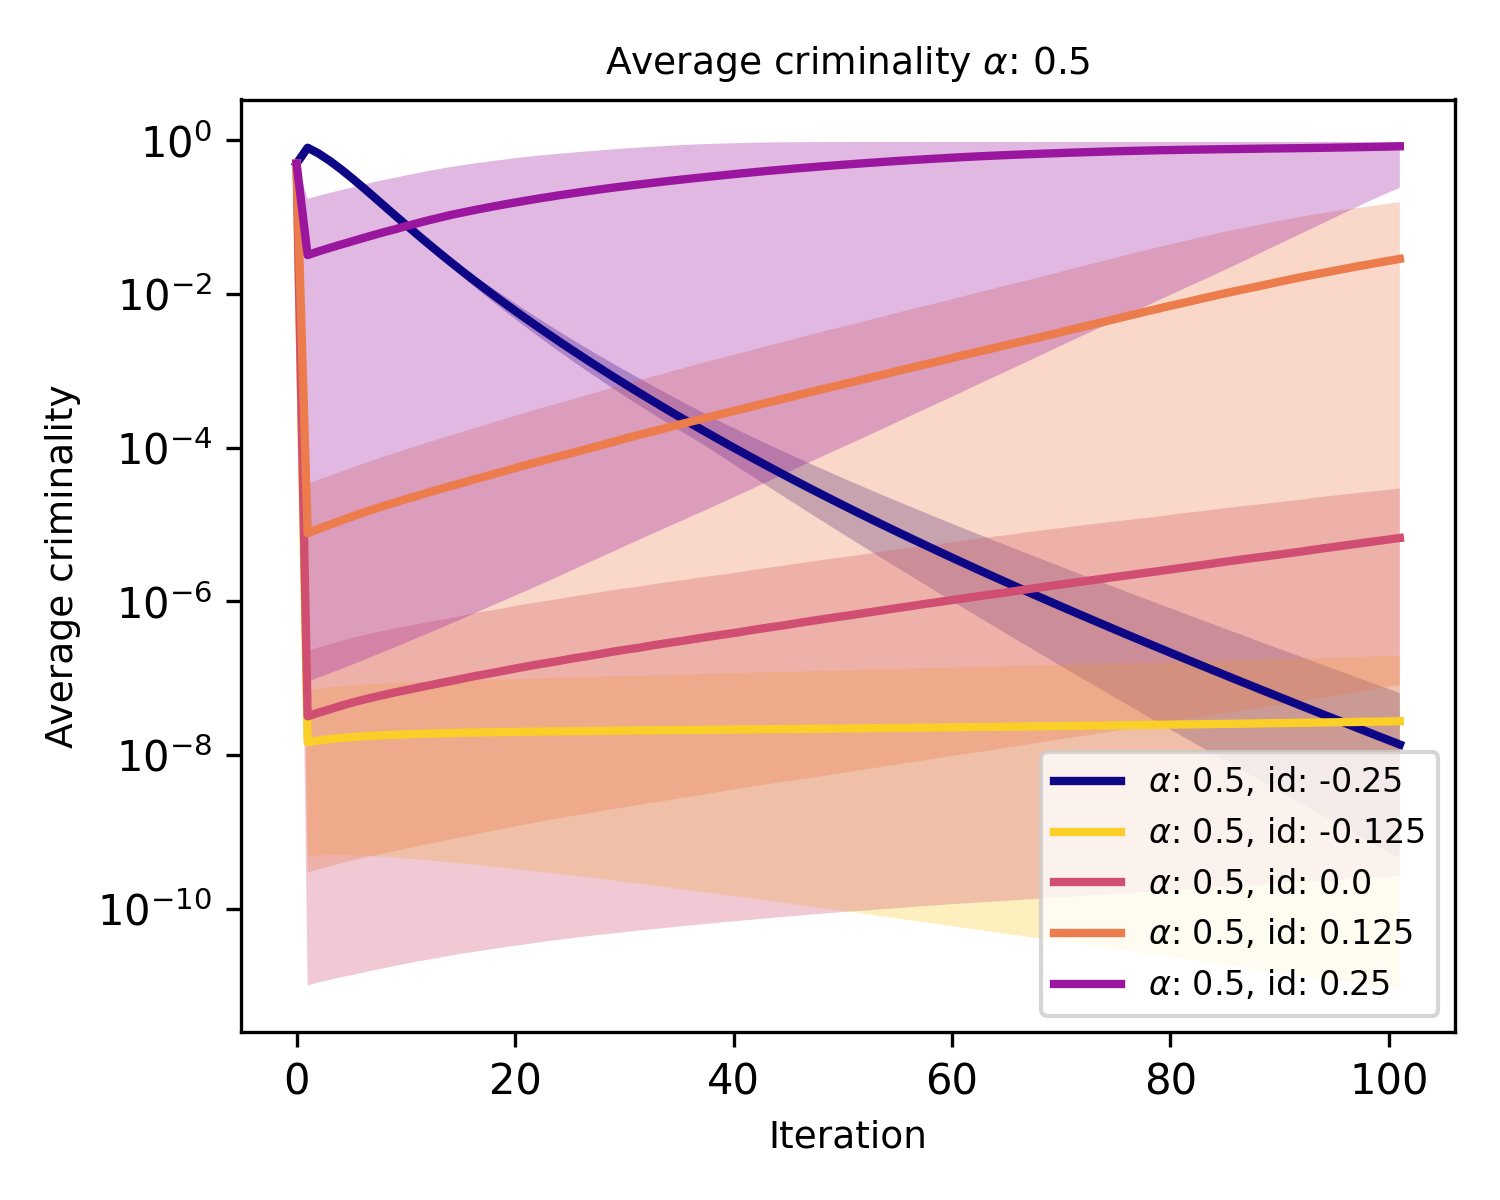 Average criminality α: 0.5
Average criminality
10⁰
10⁻²
10⁻⁴
10⁻⁶
10⁻⁸
10⁻¹⁰
α: 0.5, id: -0.25
α: 0.5, id: -0.125
α: 0.5, id: 0.0
α: 0.5, id: 0.125
α: 0.5, id: 0.25
0 20 40 60 80 100
Iteration